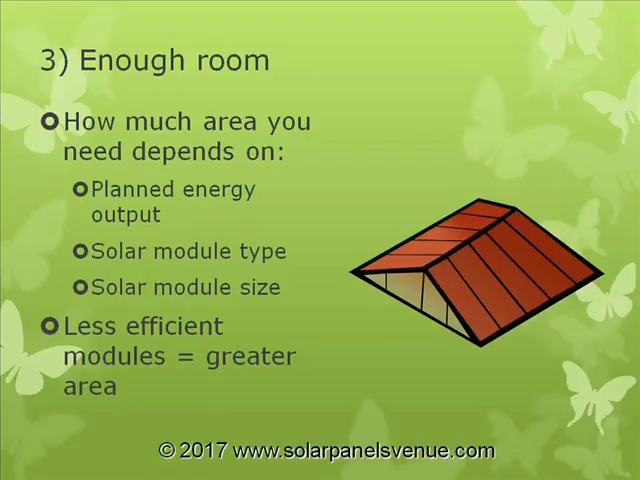 3) Enough room
How much area you
need depends on:
Planned energy
output
Solar module type
Solar module size
Less efficient
modules = greater
area
© 2017 www.solarpanelsvenue.com